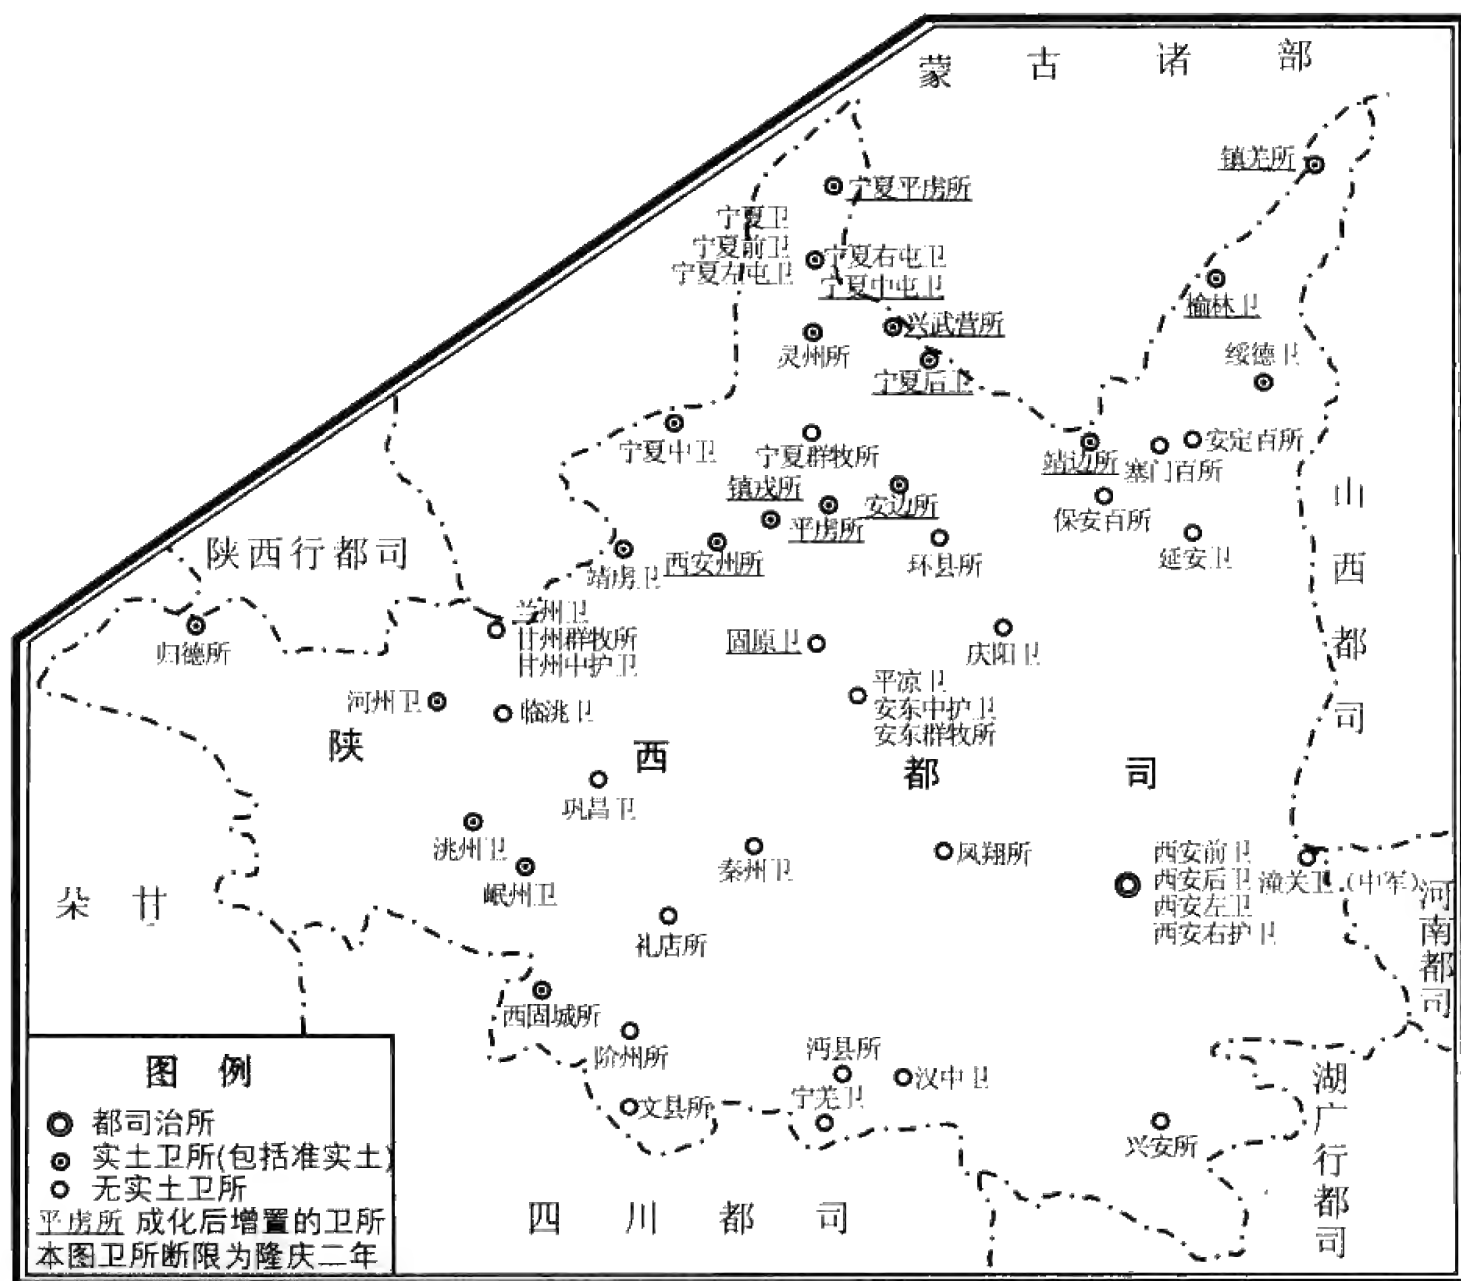 蒙古诸部
镇羌所
宁夏平虏所
宁夏卫
宁夏前卫
宁夏左屯卫
宁夏右屯卫
宁夏中屯卫
榆林卫
兴武营所
灵州所
宁夏后卫
绥德卫
宁夏中卫
宁夏群牧所
靖边所
塞门百所
安定百所
镇戎所
平虏所
安边所
保安百所
山西都司
陕西行都司
靖虏卫
西安州所
环县所
延安卫
归德所
兰州卫
甘州群牧所
甘州中护卫
固原卫
庆阳卫
河州卫
临洮卫
平凉卫
安东中护卫
安东群牧所
陕西都司
巩昌卫
洮州卫
岷州卫
秦州卫
凤翔所
西安前卫
西安后卫
西安左卫
西安右护卫
潼关卫(中军)
河南都司
朵甘
礼店所
西固城所
阶州所
文县所
沔县所
宁羌卫
汉中卫
兴安所
湖广行都司
四川都司
图例
都司治所
实土卫所(包括准实土)
无实土卫所
平虏所 成化后增置的卫所
本图卫所断限为隆庆二年